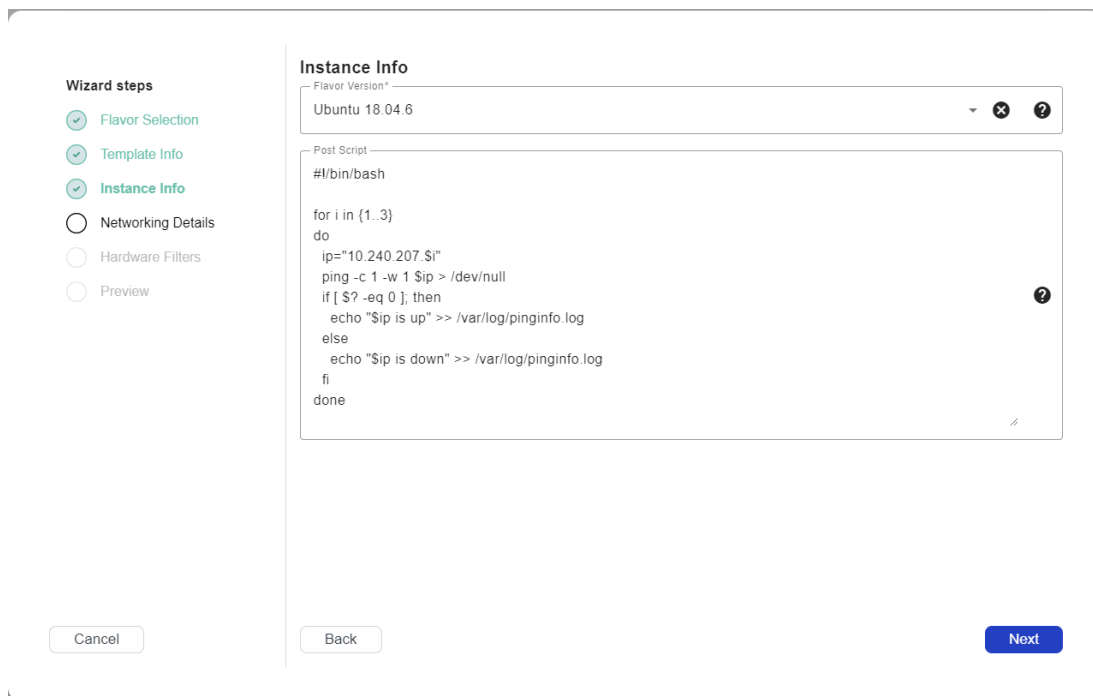 Wizard steps
Flavor Selection
Template Info
Instance Info
Networking Details
Hardware Filters
Preview
Cancel
Instance Info
Flavor Version*
Ubuntu 18.04.6
Post Script
#!/bin/bash
for i in {1..3}
do
  ip="10.240.207.$i"
  ping -c 1 -w 1 $ip > /dev/null
  if [ $? -eq 0 ]; then
    echo "$ip is up" >> /var/log/pinginfo.log
  else
    echo "$ip is down" >> /var/log/pinginfo.log
  fi
done
Back
Next